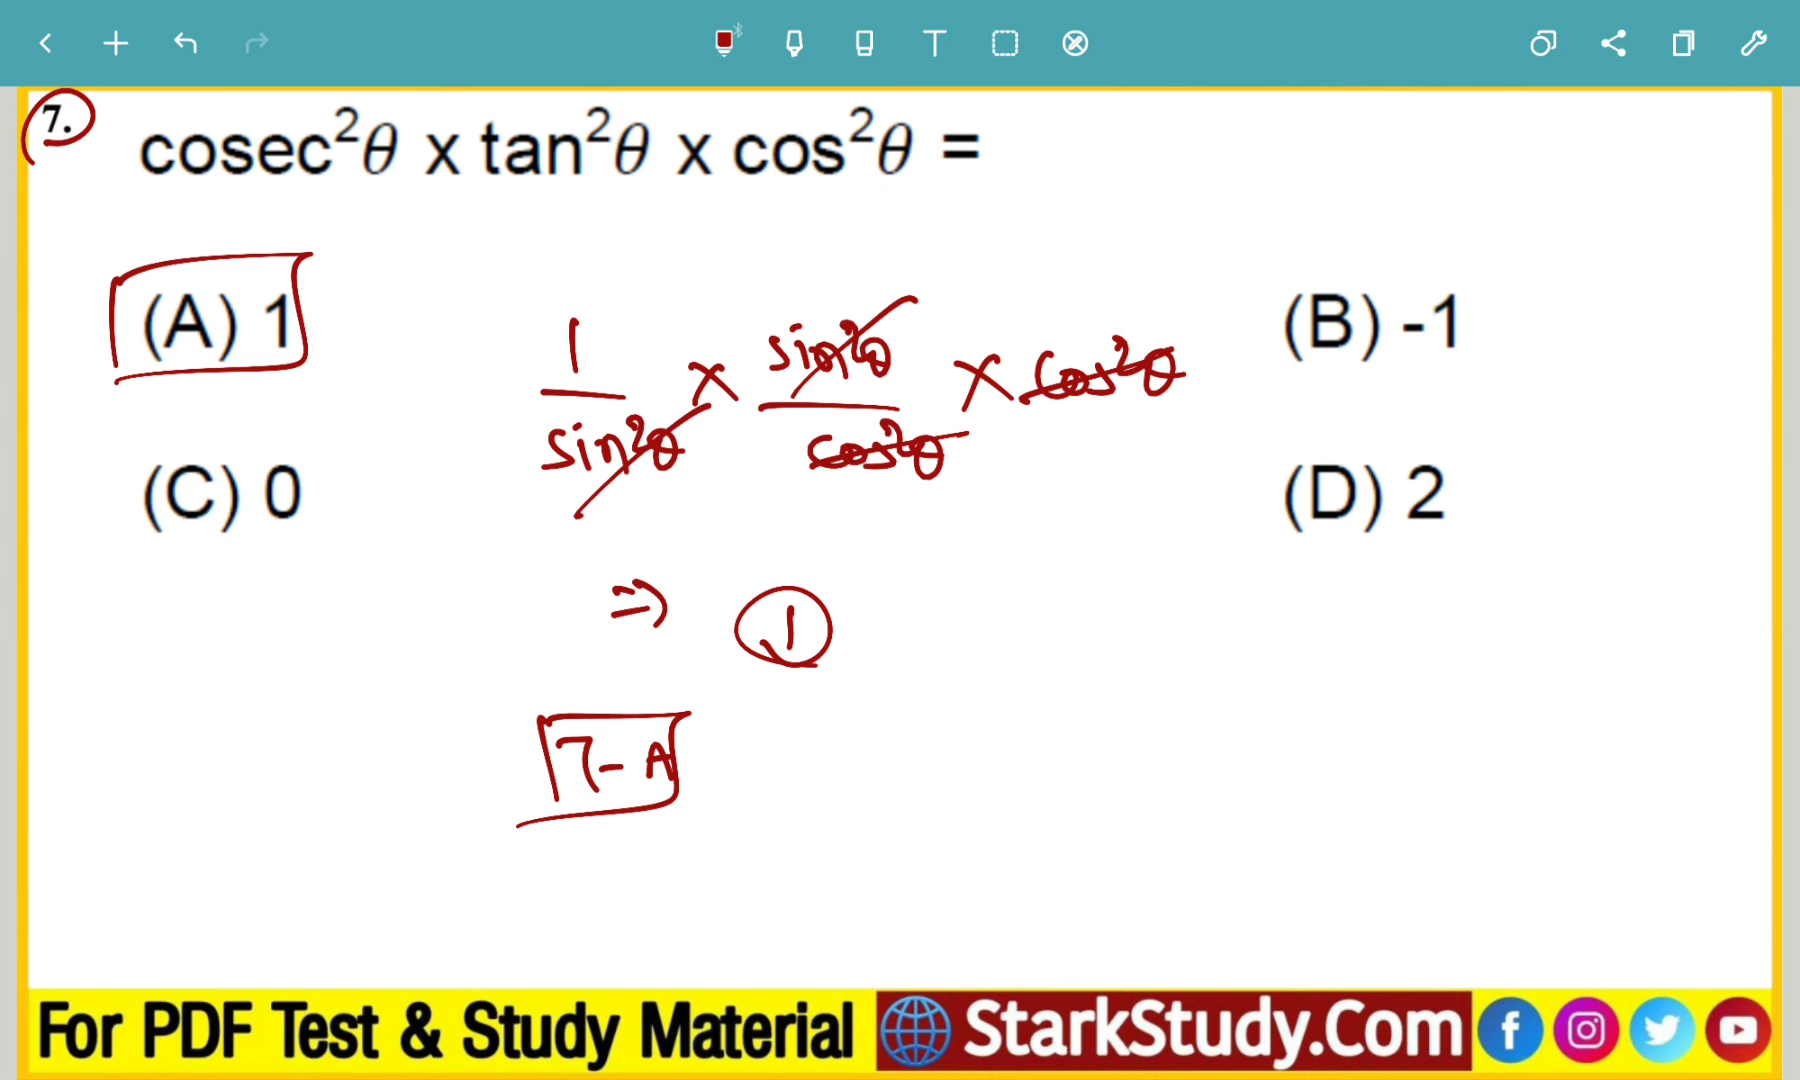 7. cosec²θ x tan²θ x cos²θ =
(A) 1
(B) -1
1/sin²θ × sin²θ/cos²θ × cos²θ
(C) 0
(D) 2
⇒ 1
7 - A
For PDF Test & Study Material StarkStudy.Com